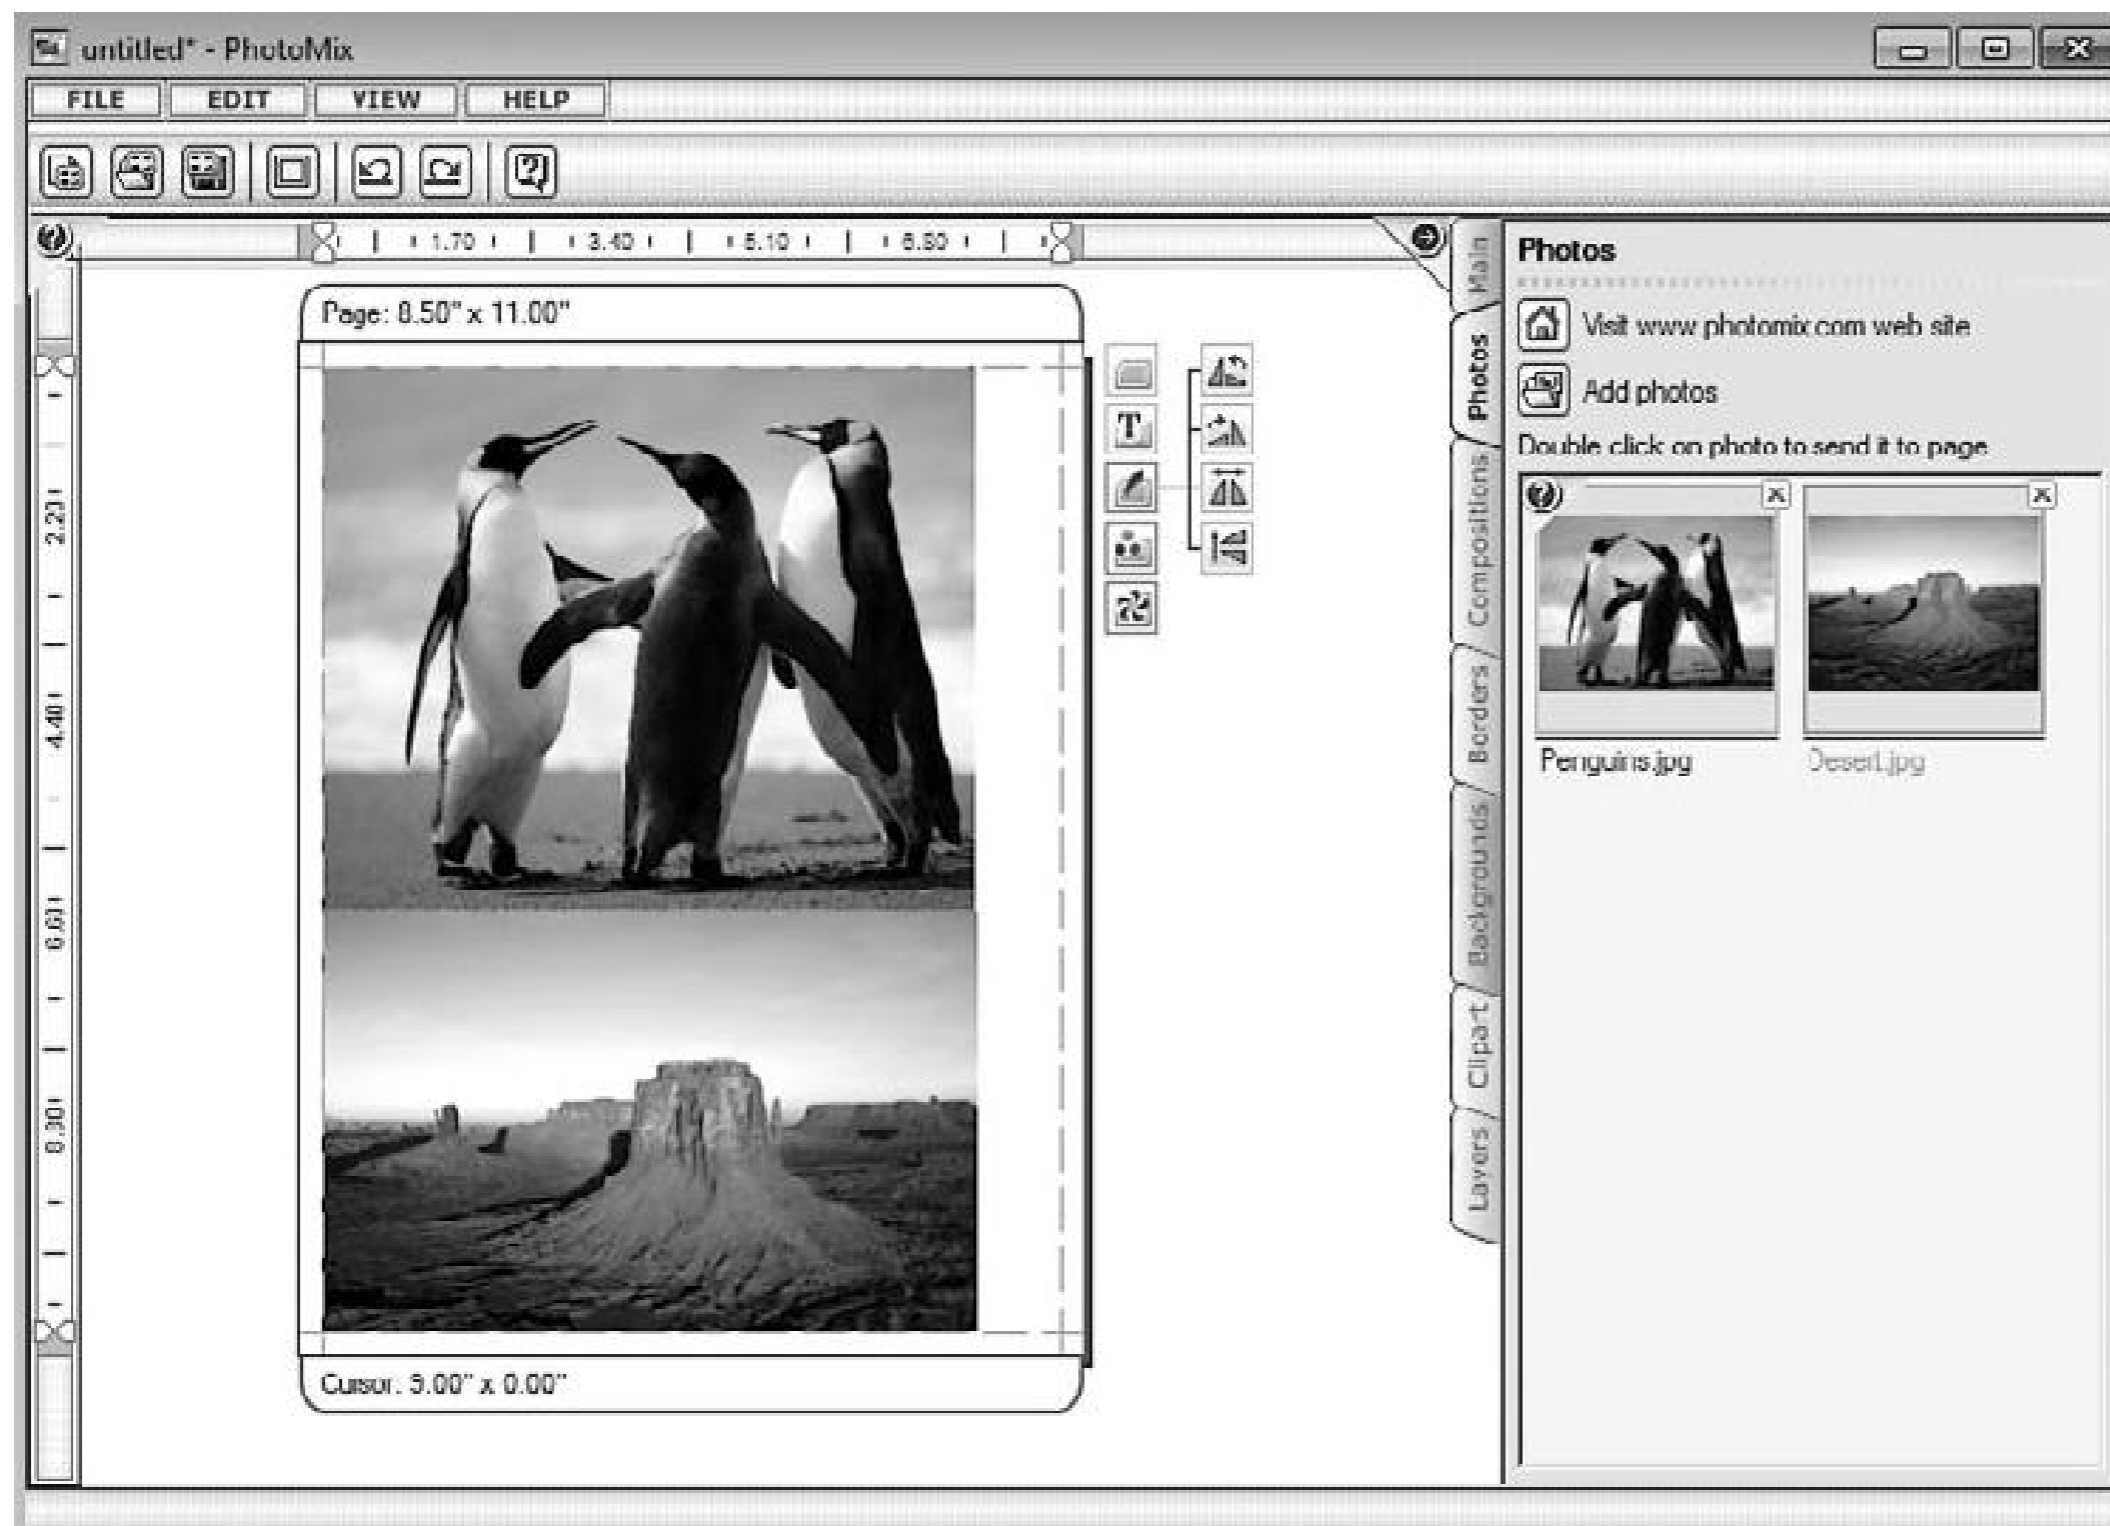 untitled* - PhotoMix
FILE EDIT VIEW HELP
1.70 3.40 5.10 6.80
Page: 8.50" x 11.00"
T
2.20
4.40
6.60
8.80
Cursor: 9.00" x 0.00"
Main
Photos
Compositions
Borders
Backgrounds
Clipart
Layers
Photos
Visit www photomix.com web site
Add photos
Double click on photo to send it to page
Penguins.jpg Desert.jpg